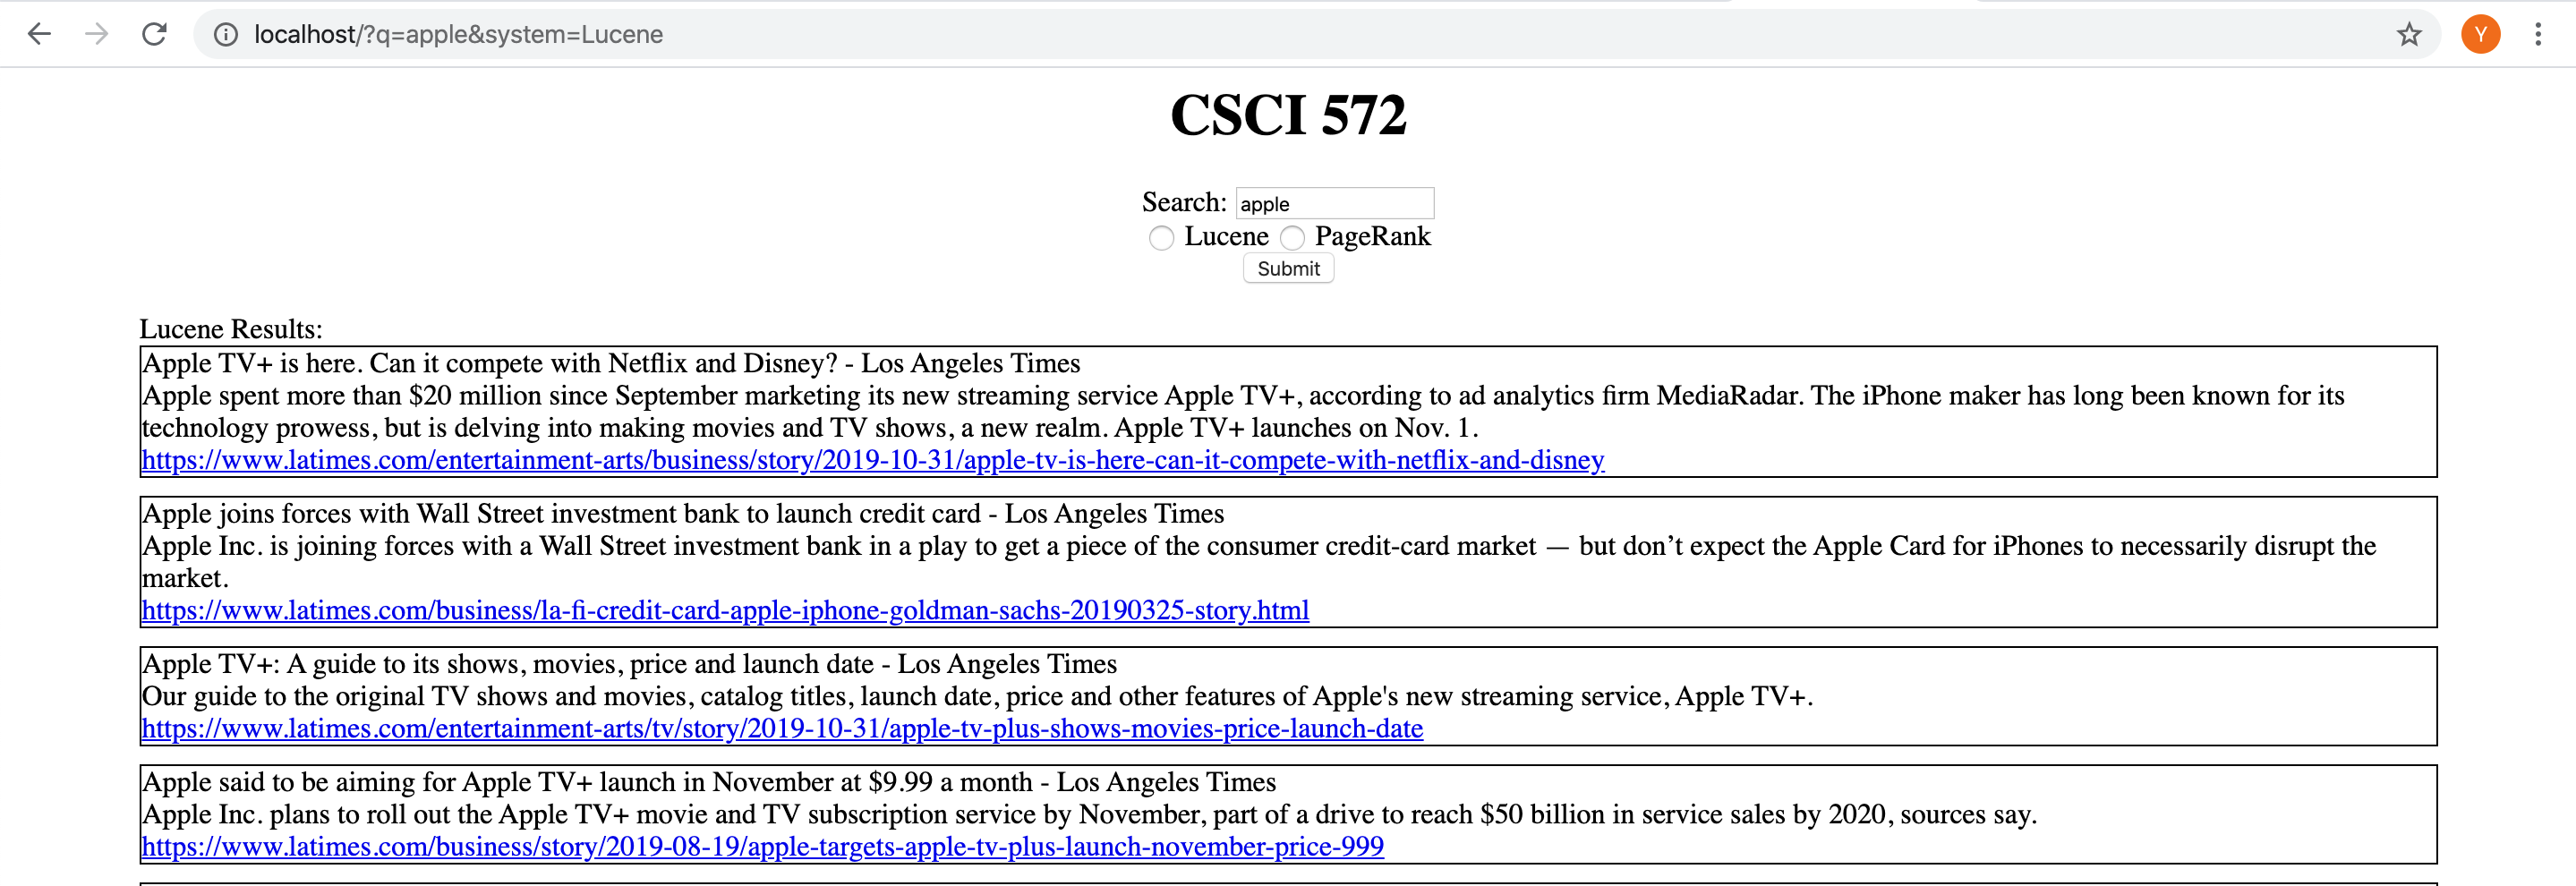 localhost/?q=apple&system=Lucene
Y
CSCI 572
Search: apple
Lucene PageRank
Submit
Lucene Results:
Apple TV+ is here. Can it compete with Netflix and Disney? - Los Angeles Times
Apple spent more than $20 million since September marketing its new streaming service Apple TV+, according to ad analytics firm MediaRadar. The iPhone maker has long been known for its
technology prowess, but is delving into making movies and TV shows, a new realm. Apple TV+ launches on Nov. 1.
https://www.latimes.com/entertainment-arts/business/story/2019-10-31/apple-tv-is-here-can-it-compete-with-netflix-and-disney
Apple joins forces with Wall Street investment bank to launch credit card - Los Angeles Times
Apple Inc. is joining forces with a Wall Street investment bank in a play to get a piece of the consumer credit-card market — but don’t expect the Apple Card for iPhones to necessarily disrupt the
market.
https://www.latimes.com/business/la-fi-credit-card-apple-iphone-goldman-sachs-20190325-story.html
Apple TV+: A guide to its shows, movies, price and launch date - Los Angeles Times
Our guide to the original TV shows and movies, catalog titles, launch date, price and other features of Apple's new streaming service, Apple TV+.
https://www.latimes.com/entertainment-arts/tv/story/2019-10-31/apple-tv-plus-shows-movies-price-launch-date
Apple said to be aiming for Apple TV+ launch in November at $9.99 a month - Los Angeles Times
Apple Inc. plans to roll out the Apple TV+ movie and TV subscription service by November, part of a drive to reach $50 billion in service sales by 2020, sources say.
https://www.latimes.com/business/story/2019-08-19/apple-targets-apple-tv-plus-launch-november-price-999